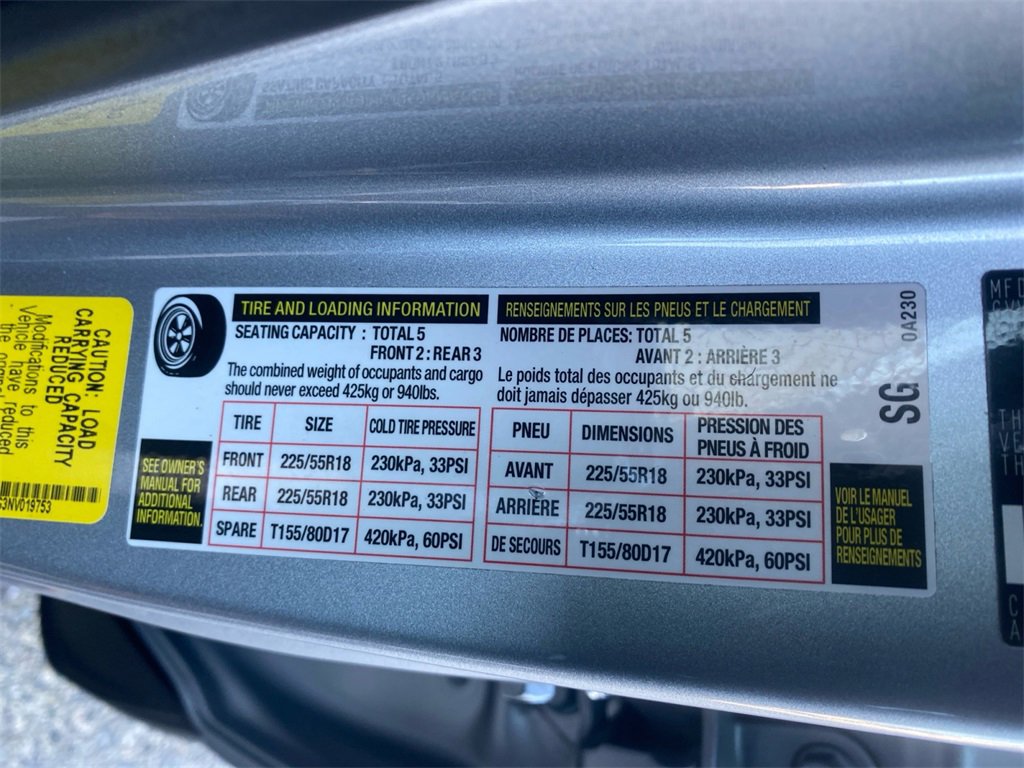 CAUTION: LOAD
CARRYING CAPACITY
REDUCED
Modifications to this
Vehicle have reduced
the original
NV019753
TIRE AND LOADING INFORMATION
SEATING CAPACITY : TOTAL 5
FRONT 2 : REAR 3
The combined weight of occupants and cargo
should never exceed 425kg or 940lbs.
TIRE SIZE COLD TIRE PRESSURE
FRONT 225/55R18 230kPa, 33PSI
REAR 225/55R18 230kPa, 33PSI
SPARE T155/80D17 420kPa, 60PSI
SEE OWNER'S
MANUAL FOR
ADDITIONAL
INFORMATION.
RENSEIGNEMENTS SUR LES PNEUS ET LE CHARGEMENT
NOMBRE DE PLACES: TOTAL 5
AVANT 2 : ARRIÈRE 3
Le poids total des occupants et du chargement ne
doit jamais dépasser 425kg ou 940lb.
PNEU DIMENSIONS PRESSION DES
PNEUS À FROID
AVANT 225/55R18 230kPa, 33PSI
ARRIÈRE 225/55R18 230kPa, 33PSI
DE SECOURS T155/80D17 420kPa, 60PSI
VOIR LE MANUEL
DE L'USAGER
POUR PLUS DE
RENSEIGNEMENTS
0A230
SG